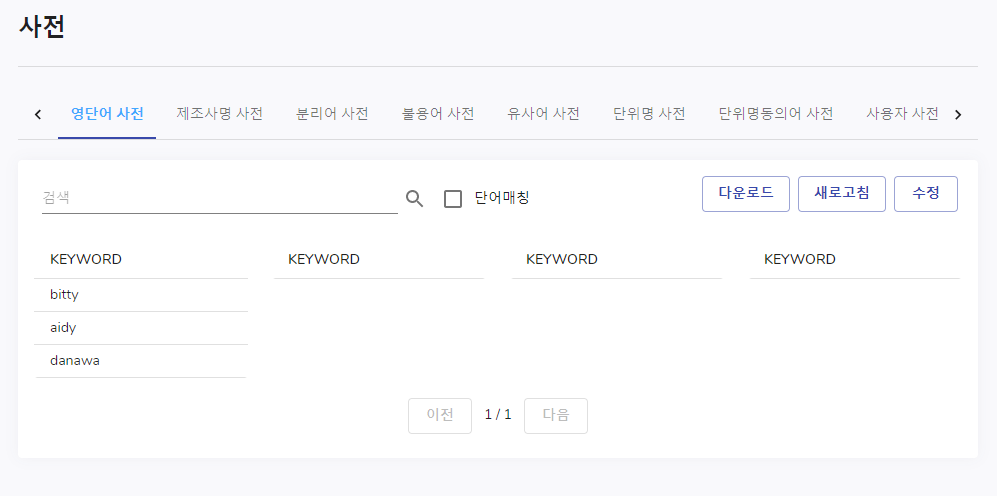 사전
영단어 사전 제조사명 사전 분리어 사전 불용어 사전 유사어 사전 단위명 사전 단위명동의어 사전 사용자 사전
검색 단어매칭 다운로드 새로고침 수정
KEYWORD KEYWORD KEYWORD KEYWORD
bitty
aidy
danawa
이전 1 / 1 다음